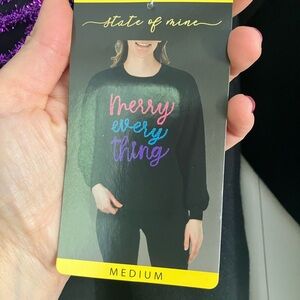 state of mine
merry
every
thing
MEDIUM